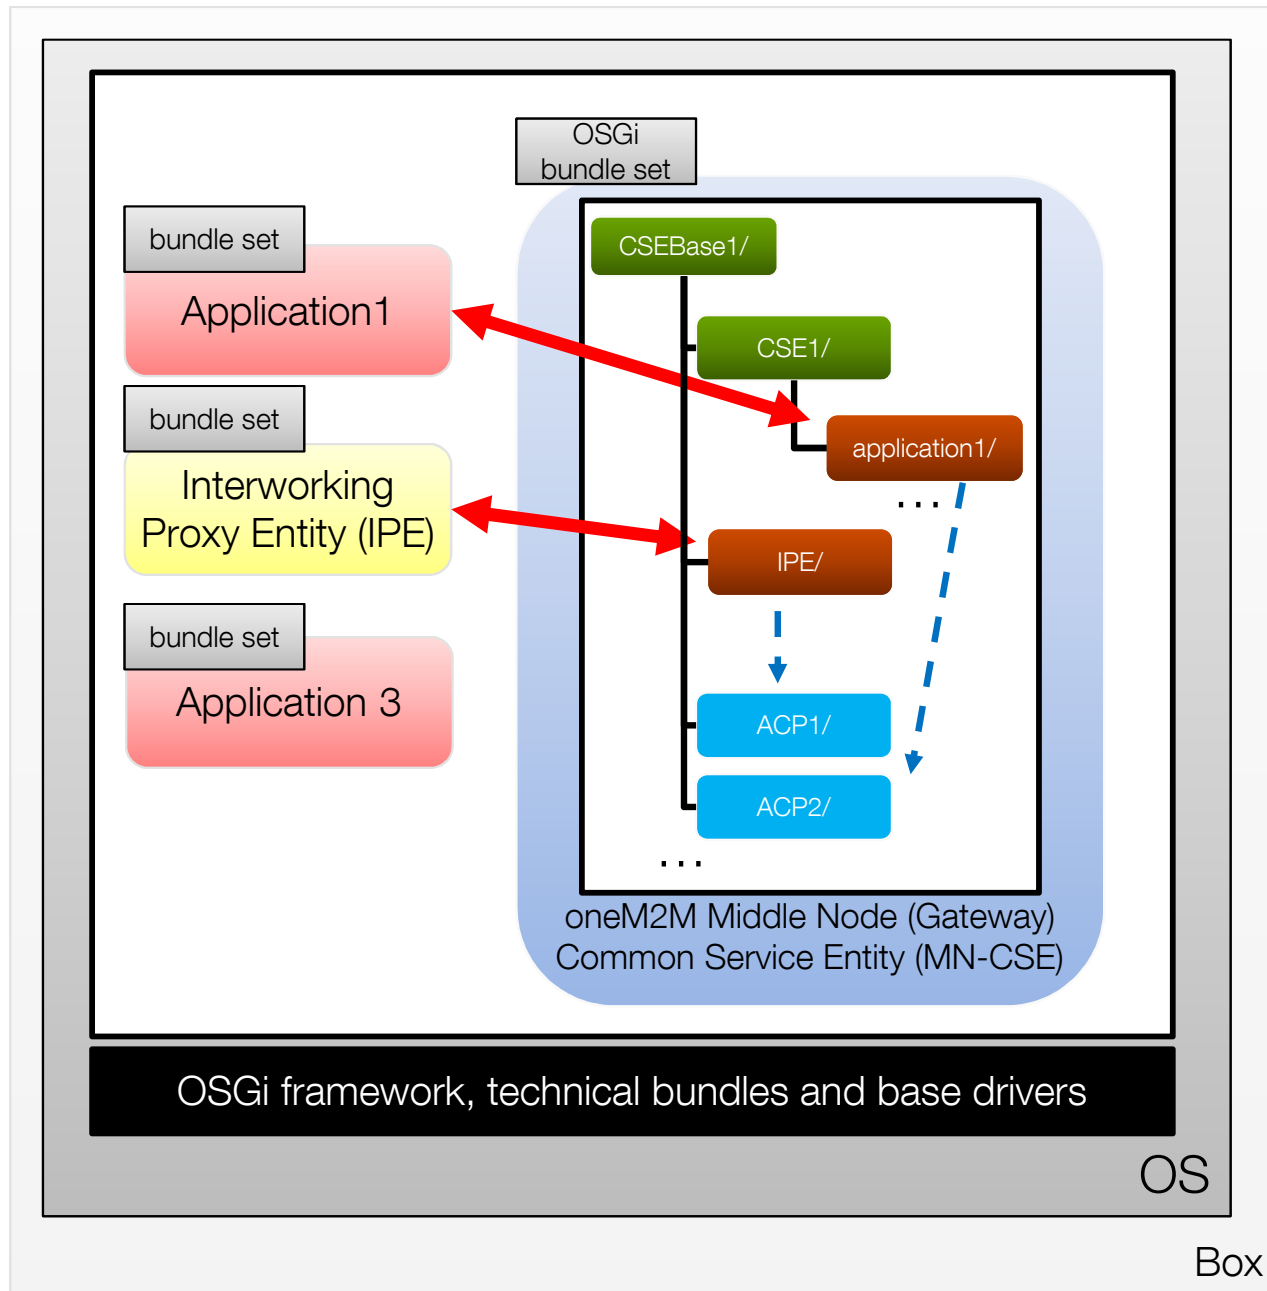 OSGi
bundle set
bundle set
Application1
bundle set
Interworking
Proxy Entity (IPE)
bundle set
Application 3
CSEBase1/
CSE1/
application1/
...
IPE/
ACP1/
ACP2/
...
oneM2M Middle Node (Gateway)
Common Service Entity (MN-CSE)
OSGi framework, technical bundles and base drivers
OS
Box